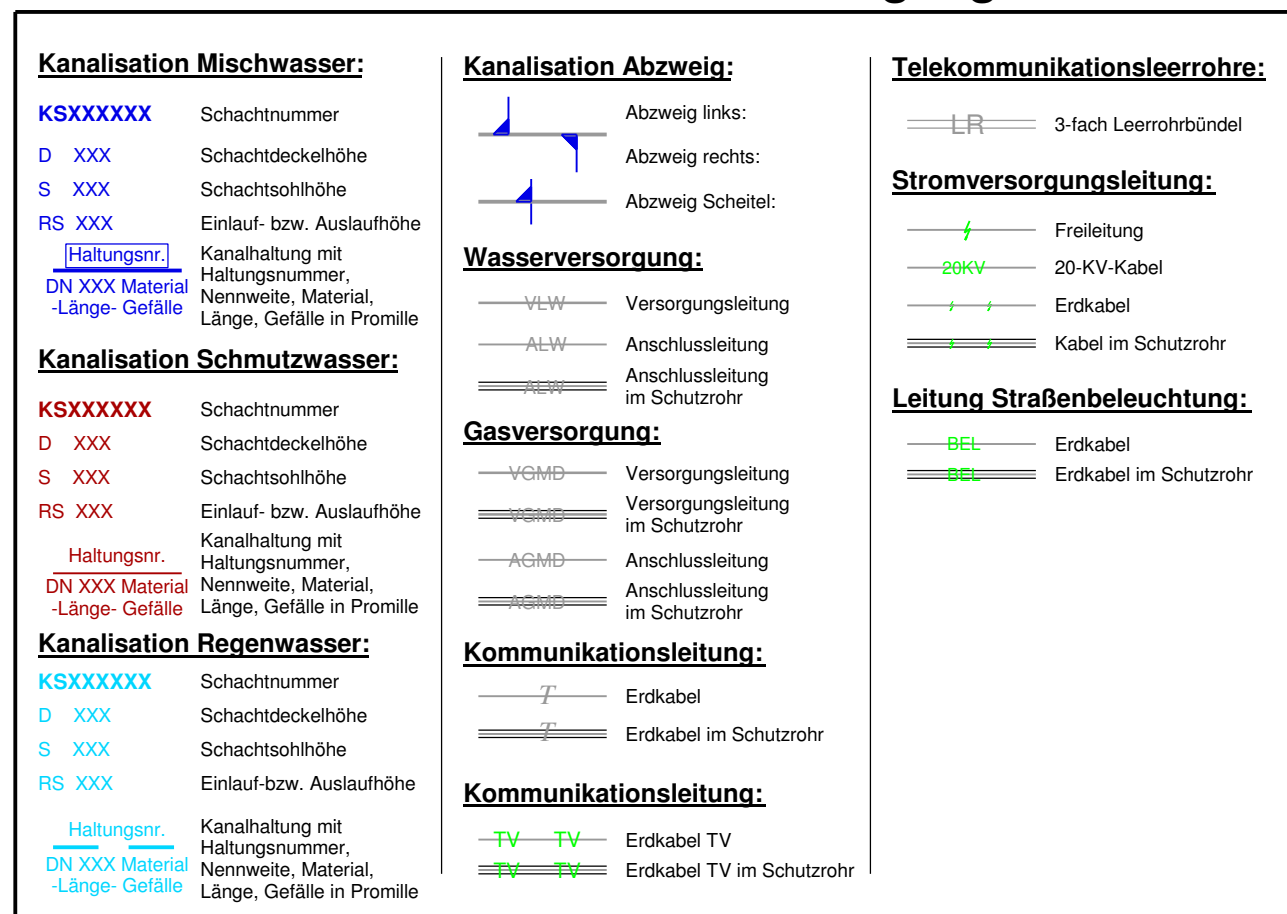 Kanalisation Mischwasser:
KSXXXXXX Schachtnummer
D XXX Schachtdeckelhöhe
S XXX Schachtsohlhöhe
RS XXX Einlauf- bzw. Auslaufhöhe
Haltungsnr.
DN XXX Material
-Länge- Gefälle
Kanalhaltung mit
Haltungsnummer,
Nennweite, Material,
Länge, Gefälle in Promille
Kanalisation Schmutzwasser:
KSXXXXXX Schachtnummer
D XXX Schachtdeckelhöhe
S XXX Schachtsohlhöhe
RS XXX Einlauf- bzw. Auslaufhöhe
Haltungsnr.
DN XXX Material
-Länge- Gefälle
Kanalhaltung mit
Haltungsnummer,
Nennweite, Material,
Länge, Gefälle in Promille
Kanalisation Regenwasser:
KSXXXXXX Schachtnummer
D XXX Schachtdeckelhöhe
S XXX Schachtsohlhöhe
RS XXX Einlauf-bzw. Auslaufhöhe
Haltungsnr.
DN XXX Material
-Länge- Gefälle
Kanalhaltung mit
Haltungsnummer,
Nennweite, Material,
Länge, Gefälle in Promille
Kanalisation Abzweig:
Abzweig links:
Abzweig rechts:
Abzweig Scheitel:
Wasserversorgung:
VLW Versorgungsleitung
ALW Anschlussleitung
ALW Anschlussleitung
im Schutzrohr
Gasversorgung:
VGMD Versorgungsleitung
VGMD Versorgungsleitung
im Schutzrohr
AGMD Anschlussleitung
AGMD Anschlussleitung
im Schutzrohr
Kommunikationsleitung:
T Erdkabel
T Erdkabel im Schutzrohr
Kommunikationsleitung:
TV TV Erdkabel TV
TV TV Erdkabel TV im Schutzrohr
Telekommunikationsleerrohre:
LR 3-fach Leerrohrbündel
Stromversorgungsleitung:
Freileitung
20KV 20-KV-Kabel
Erdkabel
Kabel im Schutzrohr
Leitung Straßenbeleuchtung:
BEL Erdkabel
BEL Erdkabel im Schutzrohr